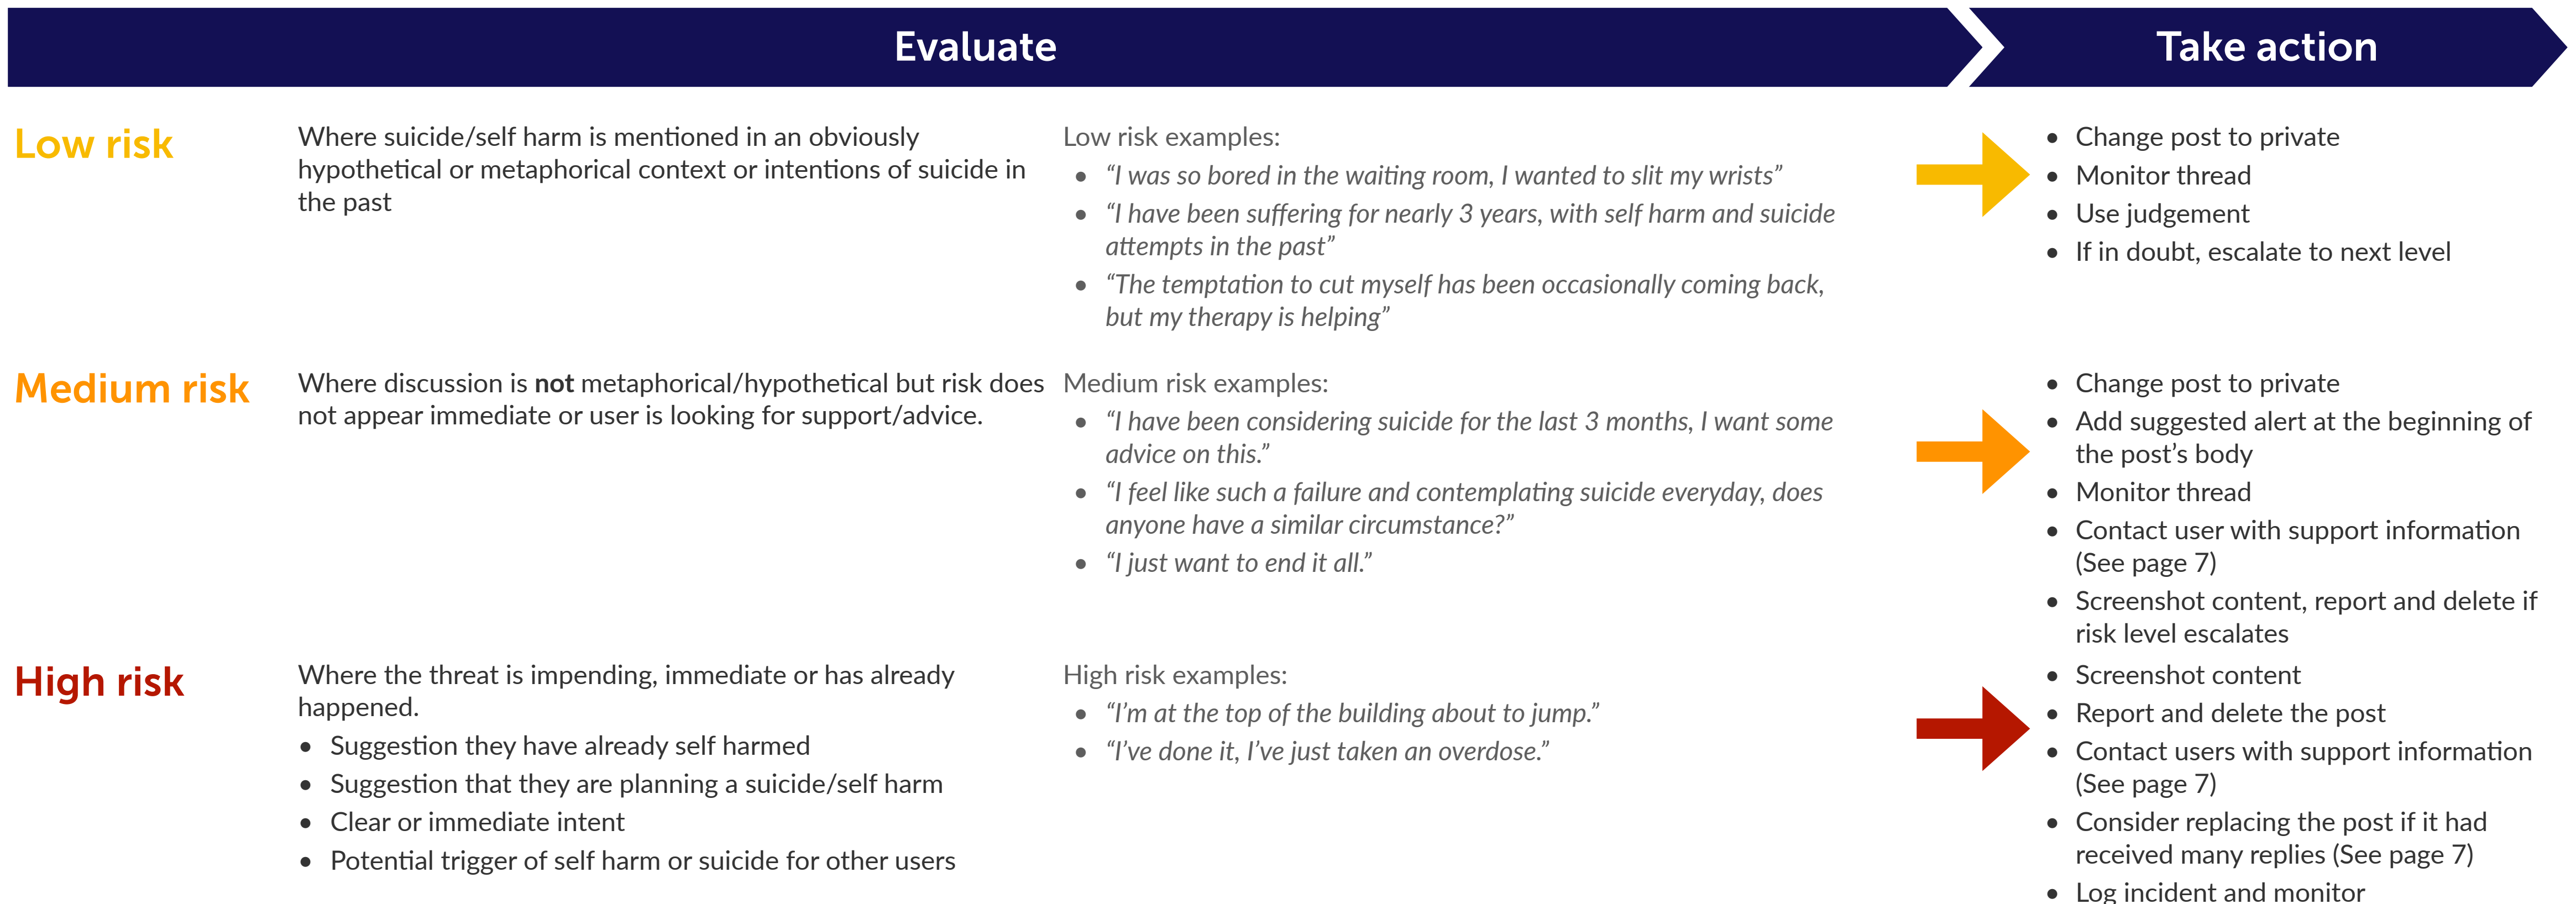 Evaluate
Take action
Low risk
Where suicide/self harm is mentioned in an obviously
hypothetical or metaphorical context or intentions of suicide in
the past
Low risk examples:
• “I was so bored in the waiting room, I wanted to slit my wrists”
• “I have been suffering for nearly 3 years, with self harm and suicide
attempts in the past”
• “The temptation to cut myself has been occasionally coming back,
but my therapy is helping”
• Change post to private
• Monitor thread
• Use judgement
• If in doubt, escalate to next level
Medium risk
Where discussion is not metaphorical/hypothetical but risk does
not appear immediate or user is looking for support/advice.
Medium risk examples:
• “I have been considering suicide for the last 3 months, I want some
advice on this.”
• “I feel like such a failure and contemplating suicide everyday, does
anyone have a similar circumstance?”
• “I just want to end it all.”
• Change post to private
• Add suggested alert at the beginning of
the post’s body
• Monitor thread
• Contact user with support information
(See page 7)
• Screenshot content, report and delete if
risk level escalates
High risk
Where the threat is impending, immediate or has already
happened.
• Suggestion they have already self harmed
• Suggestion that they are planning a suicide/self harm
• Clear or immediate intent
• Potential trigger of self harm or suicide for other users
High risk examples:
• “I’m at the top of the building about to jump.”
• “I’ve done it, I’ve just taken an overdose.”
• Screenshot content
• Report and delete the post
• Contact users with support information
(See page 7)
• Consider replacing the post if it had
received many replies (See page 7)
• Log incident and monitor